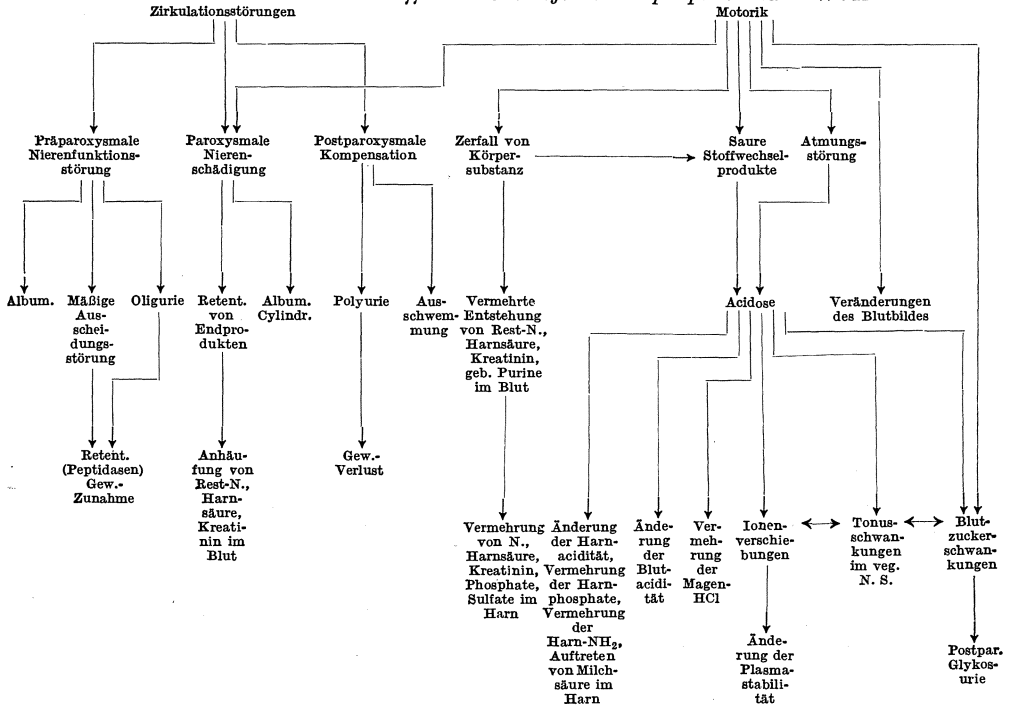 Zirkulationsstörungen
Motorik
Präparoxysmale
Nierenfunktions-
störung
Paroxysmale
Nieren-
schädigung
Postparoxysmale
Kompensation
Zerfall von
Körper-
substanz
Saure
Stoffwechsel-
produkte
Atmungs-
störung
Album.
Mäßige
Aus-
schei-
dungs-
störung
Oligurie
Retent.
von
Endpro-
dukten
Album.
Cylindr.
Polyurie
Aus-
schwem-
mung
Vermehrte
Entstehung
von Rest-N.,
Harnsäure,
Kreatinin,
geb. Purine
im Blut
Acidose
Veränderungen
des Blutbildes
Retent.
(Peptidasen)
Gew.-
Zunahme
Anhäu-
fung von
Rest-N.,
Harn-
säure,
Kreati-
nin im
Blut
Gew.-
Verlust
Vermehrung
von N.,
Harnsäure,
Kreatinin,
Phosphate,
Sulfate im
Harn
Änderung
der Harn-
acidität,
Vermehrung
der Harn-
phosphate,
Vermehrung
der
Harn-NH₂,
Auftreten
von Milch-
säure im
Harn
Ände-
rung
der
Blut-
acidi-
tät
Ver-
meh-
rung
der
Magen-
HCl
Ionen-
verschie-
bungen
Tonus-
schwan-
kungen
im veg.
N. S.
Blut-
zucker-
schwan-
kungen
Ände-
rung der
Plasma-
stabili-
tät
Postpar.
Glykos-
urie